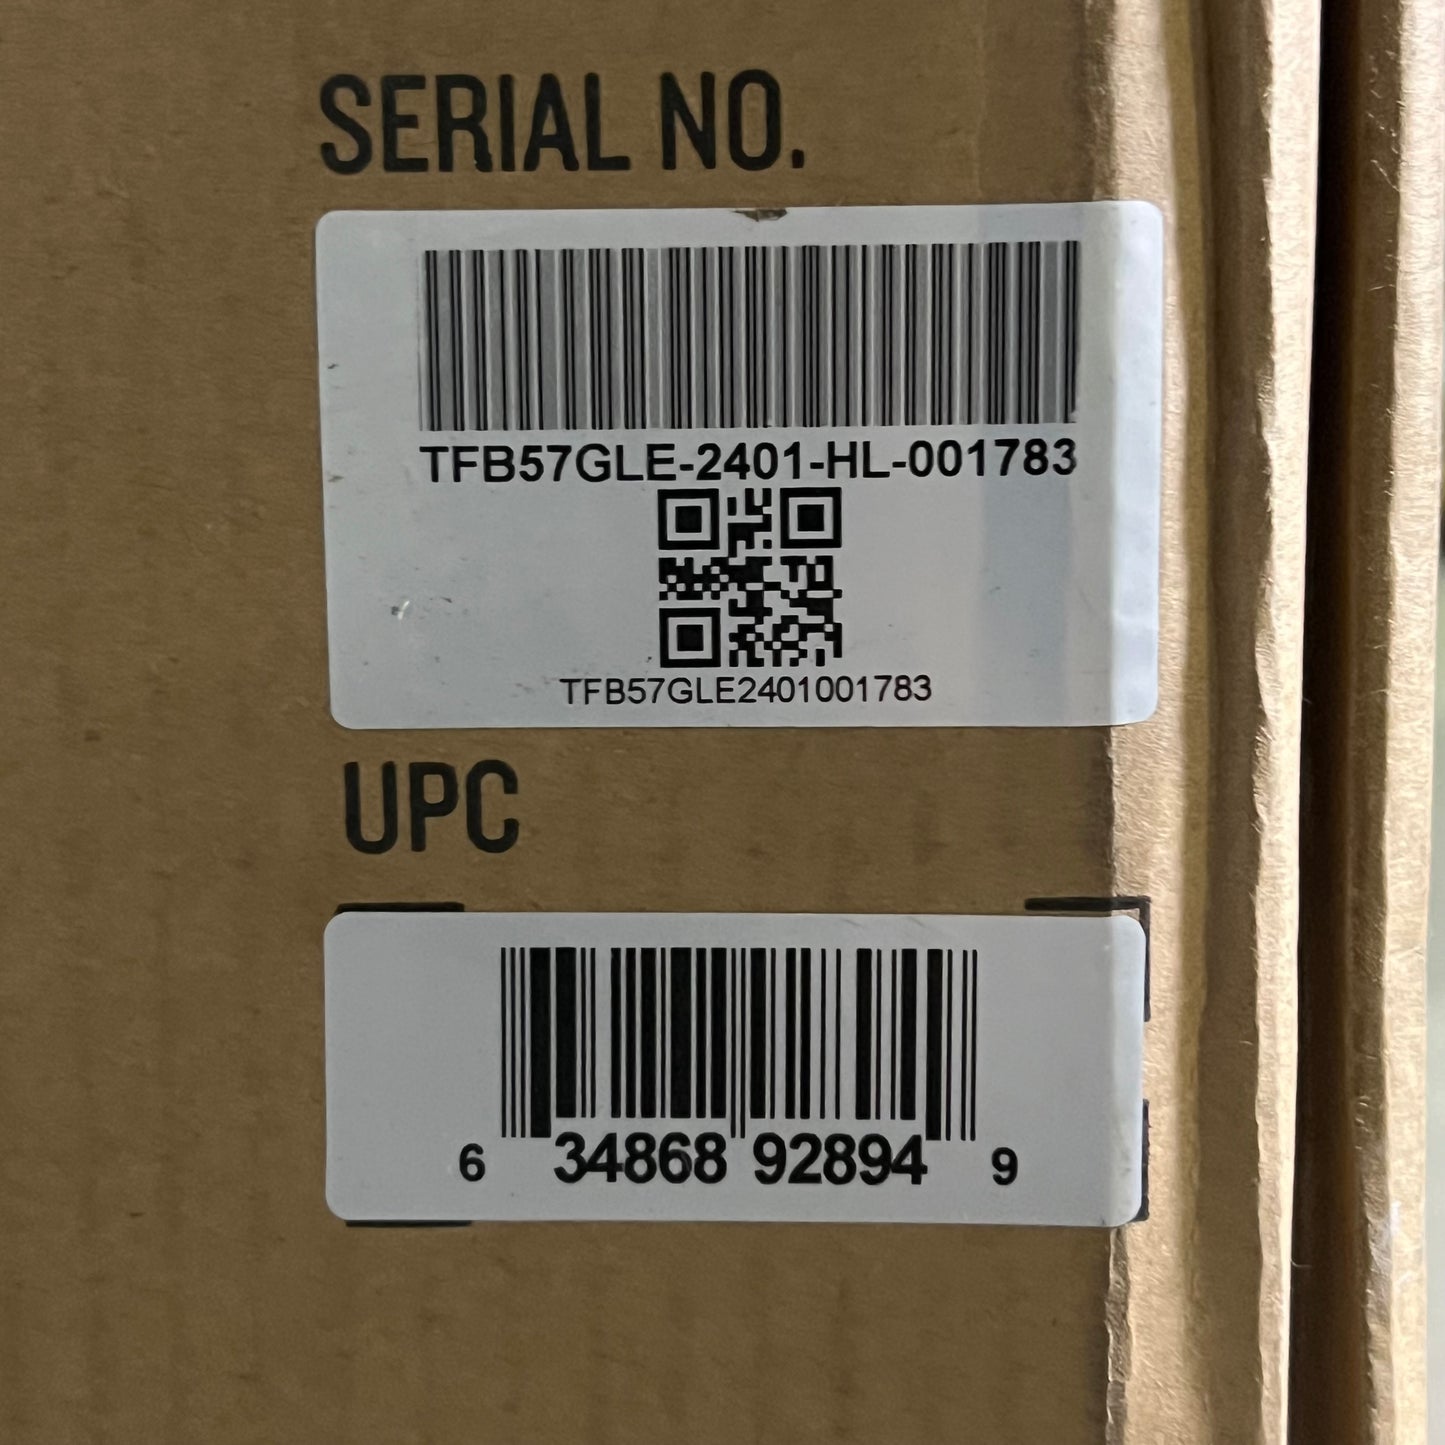 SERIAL NO.
TFB57GLE-2401-HL-001783
TFB57GLE2401001783
UPC
6 34868 92894 9